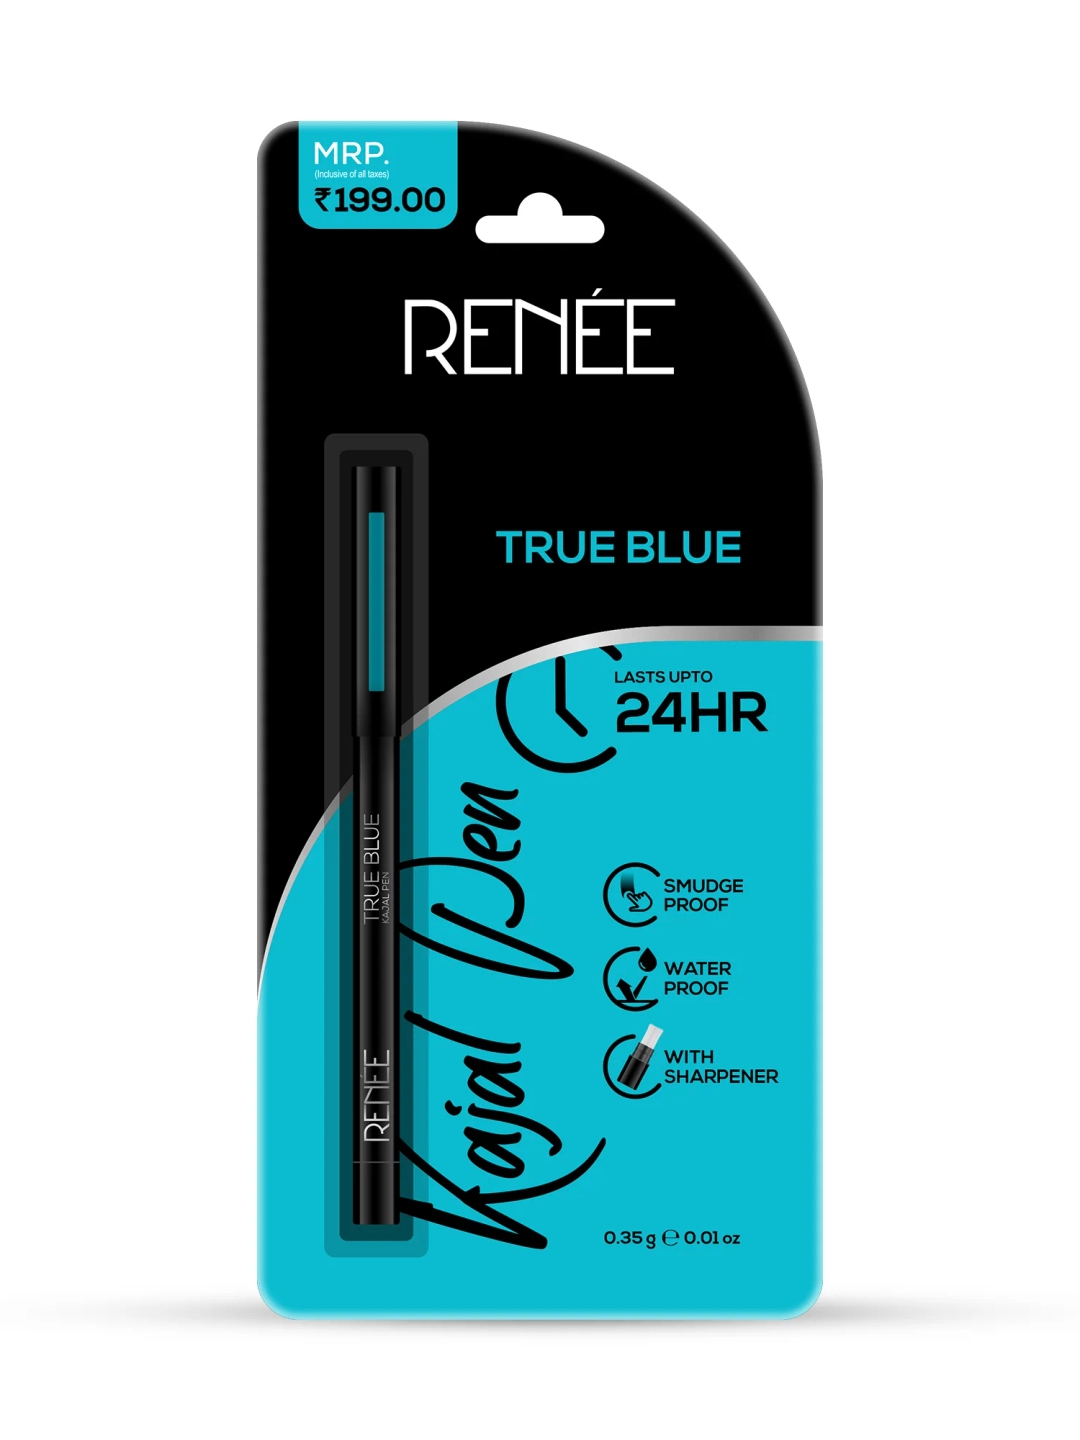 MRP.
(Inclusive of all taxes)
₹199.00
RENÉE
TRUE BLUE
LASTS UPTO
24HR
Kajal Pen
SMUDGE
PROOF
WATER
PROOF
WITH
SHARPENER
TRUE BLUE
KAJAL PEN
RENÉE
0.35 g ℮ 0.01 oz